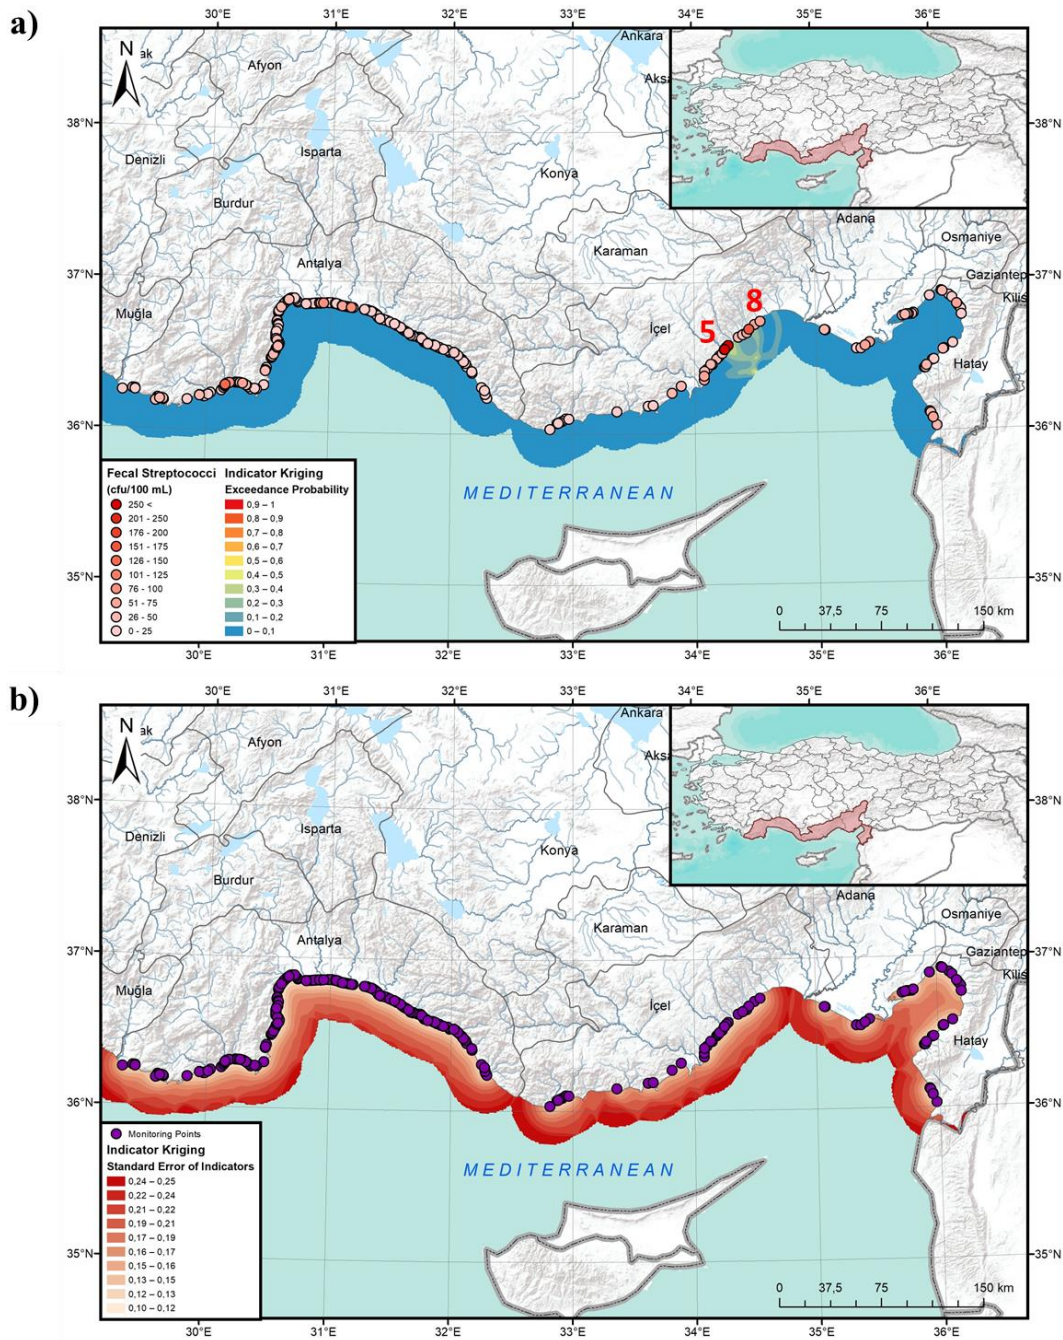 a)
30°E 31°E 32°E 33°E 34°E 35°E 36°E
N
ak
Ankara
Afyon
Aks
38°N 38°N
Denizli
Isparta
Konya
Burdur
Adana
Osmaniye
Karaman
Antalya
37°N 37°N
Gaziantep
Kilis
Muğla
8
5
İçel
Hatay
36°N 36°N
Fecal Streptococci
(cfu/100 mL)
250 <
201 - 250
176 - 200
151 - 175
126 - 150
101 - 125
76 - 100
51 - 75
26 - 50
0 - 25
Indicator Kriging
Exceedance Probability
0,9 – 1
0,8 – 0,9
0,7 – 0,8
0,6 – 0,7
0,5 – 0,6
0,4 – 0,5
0,3 – 0,4
0,2 – 0,3
0,1 – 0,2
0 – 0,1
MEDITERRANEAN
35°N 35°N
0 37,5 75 150 km
30°E 31°E 32°E 33°E 34°E 35°E 36°E
b)
30°E 31°E 32°E 33°E 34°E 35°E 36°E
N
ak
Ankara
Afyon
Aks
38°N 38°N
Denizli
Isparta
Konya
Burdur
Adana
Osmaniye
Karaman
Antalya
37°N 37°N
Gaziantep
Kilis
Muğla
İçel
Hatay
36°N 36°N
Monitoring Points
Indicator Kriging
Standard Error of Indicators
0,24 – 0,25
0,22 – 0,24
0,21 – 0,22
0,19 – 0,21
0,17 – 0,19
0,16 – 0,17
0,15 – 0,16
0,13 – 0,15
0,12 – 0,13
0,10 – 0,12
MEDITERRANEAN
35°N 35°N
0 37,5 75 150 km
30°E 31°E 32°E 33°E 34°E 35°E 36°E